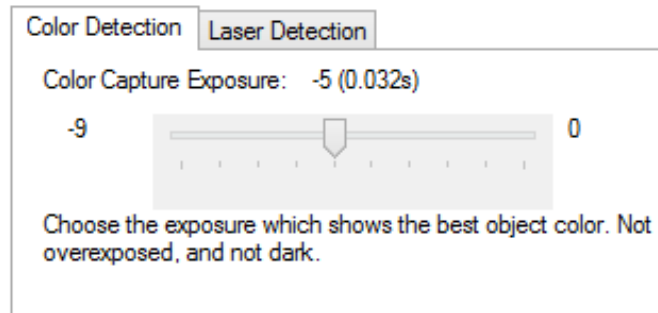 Color Detection Laser Detection
Color Capture Exposure: -5 (0.032s)
-9 0
Choose the exposure which shows the best object color. Not
overexposed, and not dark.